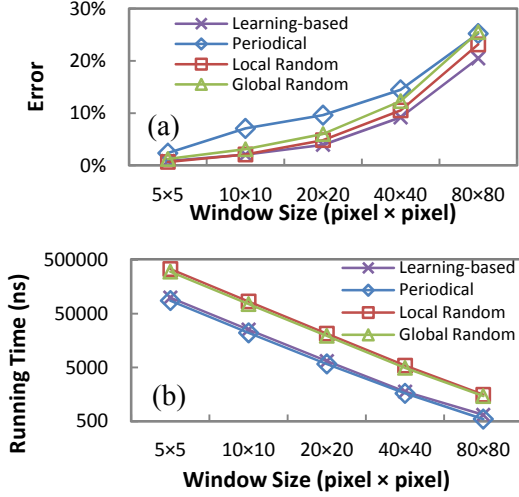 30%
20%
10%
0%
Error
Learning-based
Periodical
Local Random
Global Random
(a)
5×5 10×10 20×20 40×40 80×80
Window Size (pixel × pixel)
500000
50000
5000
500
Running Time (ns)
Learning-based
Periodical
Local Random
Global Random
(b)
5×5 10×10 20×20 40×40 80×80
Window Size (pixel × pixel)